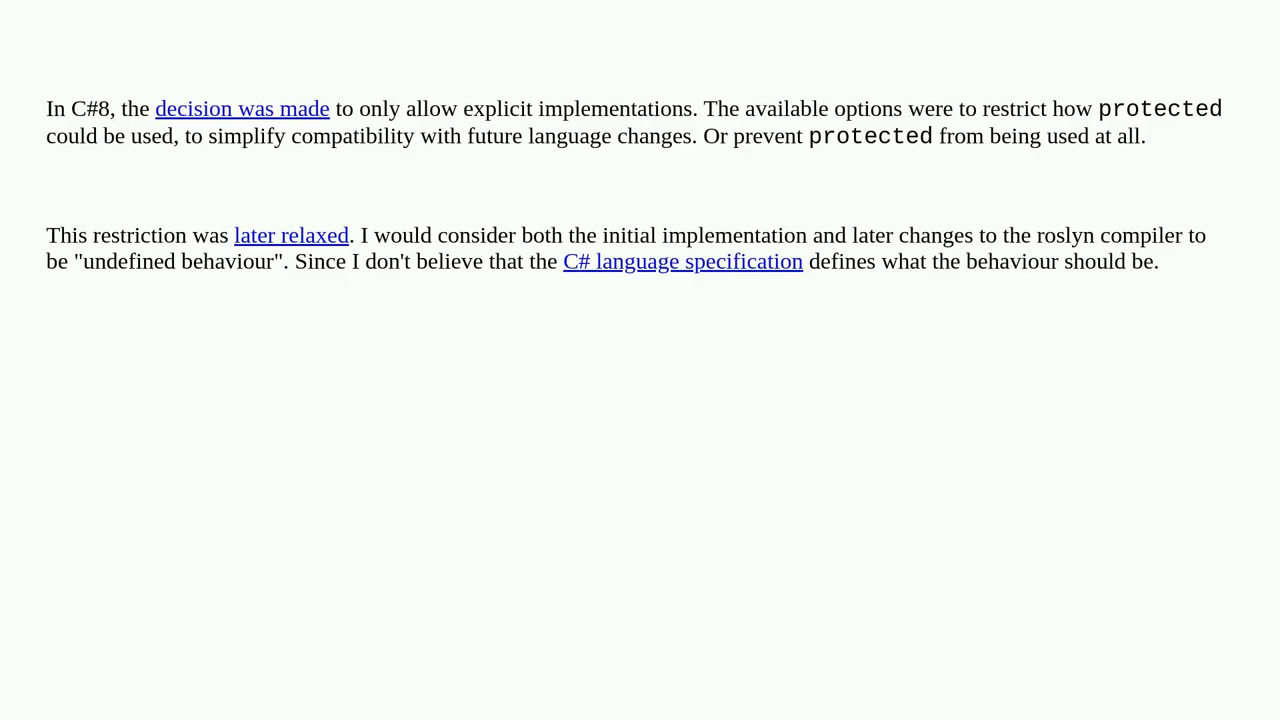 In C#8, the decision was made to only allow explicit implementations. The available options were to restrict how protected
could be used, to simplify compatibility with future language changes. Or prevent protected from being used at all.
This restriction was later relaxed. I would consider both the initial implementation and later changes to the roslyn compiler to
be "undefined behaviour". Since I don't believe that the C# language specification defines what the behaviour should be.